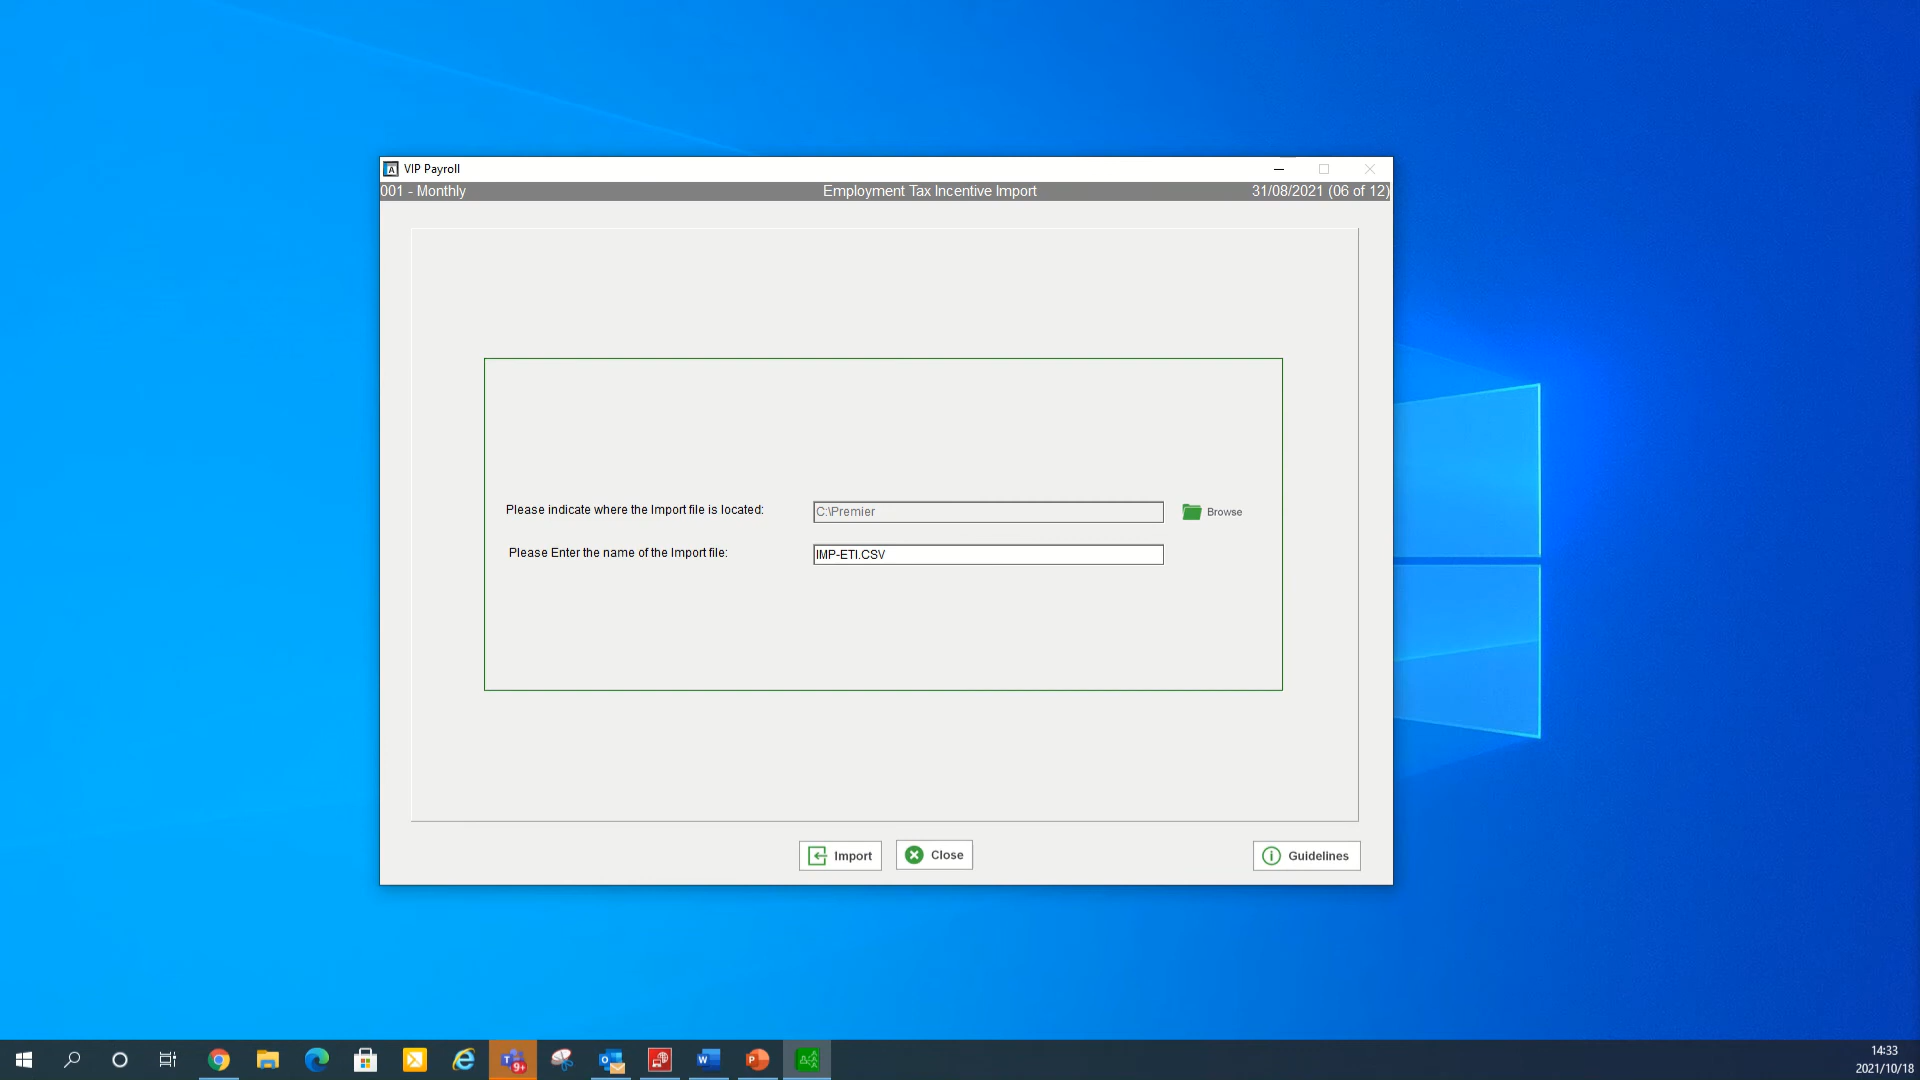 VIP Payroll
001 - Monthly Employment Tax Incentive Import 31/08/2021 (06 of 12)
Please indicate where the Import file is located: C:\Premier Browse
Please Enter the name of the Import file: IMP-ETI.CSV
Import Close Guidelines
14:33
2021/10/18